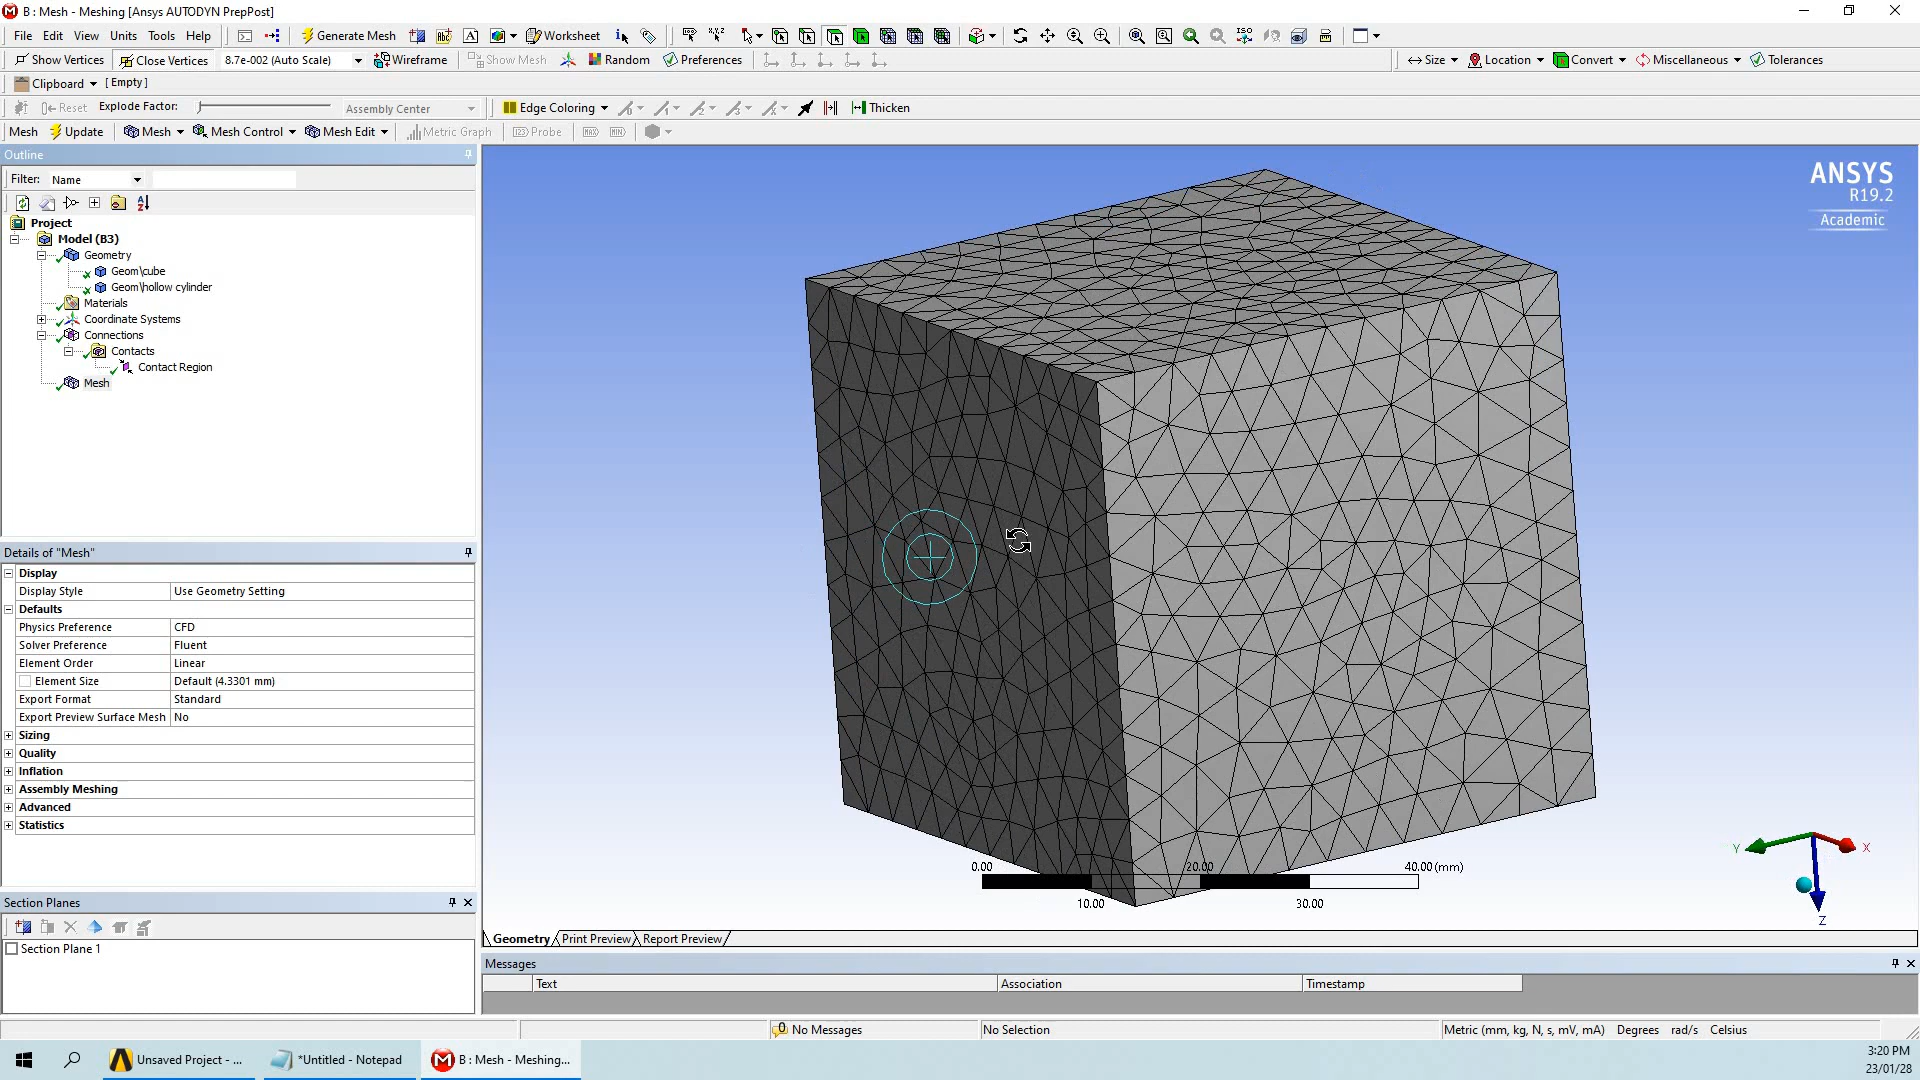 B : Mesh - Meshing [Ansys AUTODYN PrepPost]
File Edit View Units Tools Help Generate Mesh Worksheet
Show Vertices Close Vertices 8.7e-002 (Auto Scale) Wireframe Show Mesh Random Preferences Size Location Convert Miscellaneous Tolerances
Clipboard [ Empty ]
Reset Explode Factor: Assembly Center Edge Coloring Thicken
Mesh Update Mesh Mesh Control Mesh Edit Metric Graph Probe
Outline
Filter: Name
Project
Model (B3)
Geometry
Geom\cube
Geom\hollow cylinder
Materials
Coordinate Systems
Connections
Contacts
Contact Region
Mesh
Details of "Mesh"
Display
Display Style Use Geometry Setting
Defaults
Physics Preference CFD
Solver Preference Fluent
Element Order Linear
Element Size Default (4.3301 mm)
Export Format Standard
Export Preview Surface Mesh No
Sizing
Quality
Inflation
Assembly Meshing
Advanced
Statistics
Section Planes
Section Plane 1
ANSYS
R19.2
Academic
0.00 20.00 40.00 (mm)
10.00 30.00
Y X
Z
Geometry Print Preview Report Preview
Messages
Text Association Timestamp
0 No Messages No Selection Metric (mm, kg, N, s, mV, mA) Degrees rad/s Celsius
Unsaved Project - ... *Untitled - Notepad B : Mesh - Meshing...
3:20 PM
23/01/28